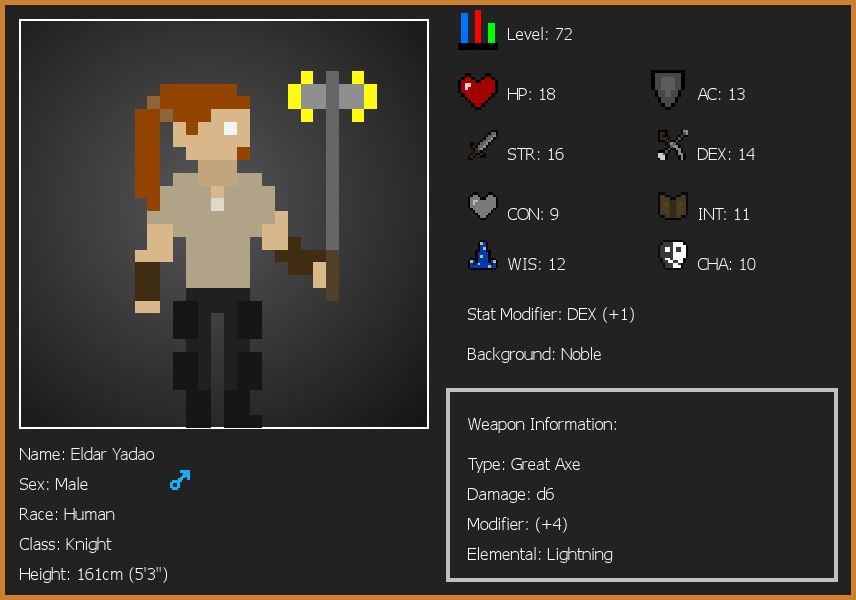 Level: 72
HP: 18
AC: 13
STR: 16
DEX: 14
CON: 9
INT: 11
WIS: 12
CHA: 10
Stat Modifier: DEX (+1)
Background: Noble
Weapon Information:
Type: Great Axe
Damage: d6
Modifier: (+4)
Elemental: Lightning
Name: Eldar Yadao
Sex: Male
Race: Human
Class: Knight
Height: 161cm (5'3")